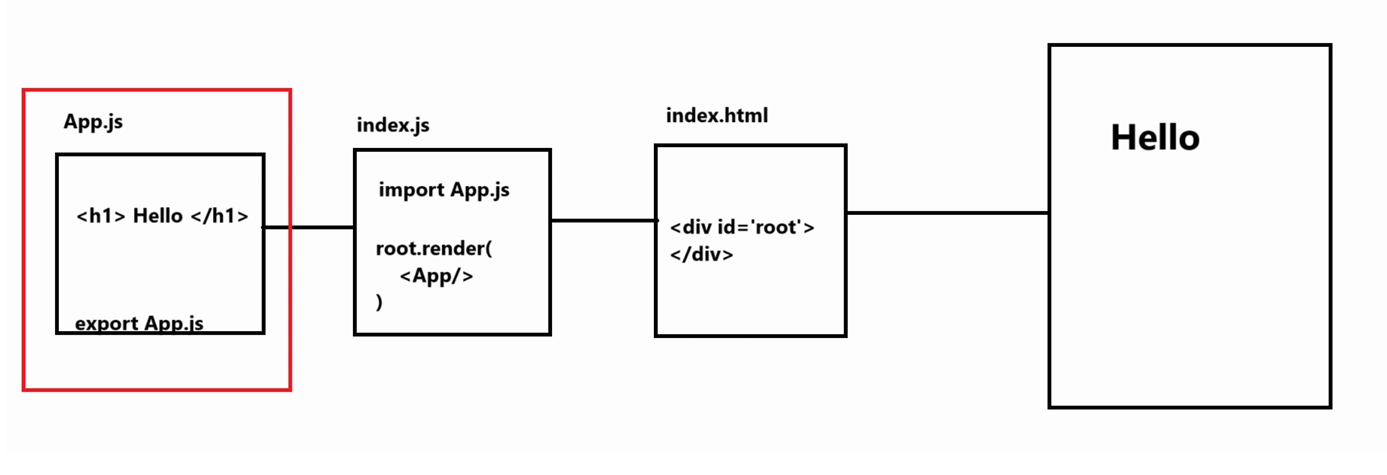 App.js
<h1> Hello </h1>
export App.js
index.js
import App.js
root.render(
<App/>
)
index.html
<div id='root'>
</div>
Hello